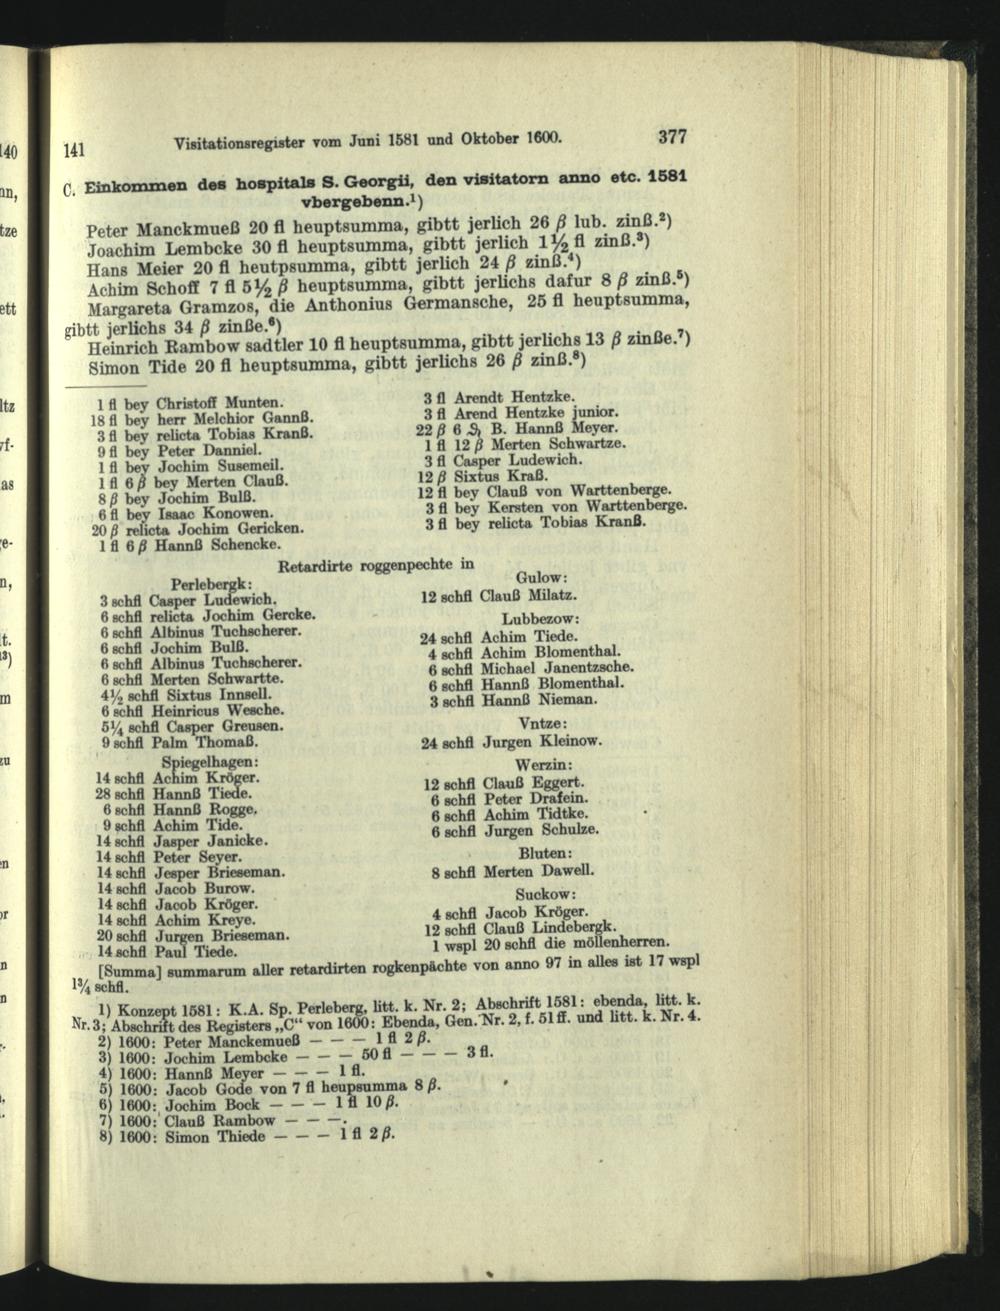 141 Visitationsregister vom Juni 1581 und Oktober 1600. 377
C. Einkommen des hospitals S. Georgii, den visitatorn anno etc. 1581
vbergebenn.¹)
Peter Manckmueß 20 fl heuptsumma, gibtt jerlich 26 β lub. zinß.²)
Joachim Lembcke 30 fl heuptsumma, gibtt jerlich 1½ fl zinß.³)
Hans Meier 20 fl heutpsumma, gibtt jerlich 24 β zinß.⁴)
Achim Schoff 7 fl 5½ β heuptsumma, gibtt jerlichs dafur 8 β zinß.⁵)
Margareta Gramzos, die Anthonius Germansche, 25 fl heuptsumma,
gibtt jerlichs 34 β zinße.⁶)
Heinrich Rambow sadtler 10 fl heuptsumma, gibtt jerlichs 13 β zinße.⁷)
Simon Tide 20 fl heuptsumma, gibtt jerlichs 26 β zinß.⁸)
1 fl bey Christoff Munten.
18 fl bey herr Melchior Gannß.
3 fl bey relicta Tobias Kranß.
9 fl bey Peter Danniel.
1 fl bey Jochim Susemeil.
1 fl 6 β bey Merten Clauß.
8 β bey Jochim Bulß.
6 fl bey Isaac Konowen.
20 β relicta Jochim Gericken.
1 fl 6 β Hannß Schencke.
3 fl Arendt Hentzke.
3 fl Arend Hentzke junior.
22 β 6 ₰ B. Hannß Meyer.
1 fl 12 β Merten Schwartze.
3 fl Casper Ludewich.
12 β Sixtus Kraß.
12 fl bey Clauß von Warttenberge.
3 fl bey Kersten von Warttenberge.
3 fl bey relicta Tobias Kranß.
Retardirte roggenpechte in
Perlebergk:
3 schfl Casper Ludewich.
6 schfl relicta Jochim Gercke.
6 schfl Albinus Tuchscherer.
6 schfl Jochim Bulß.
6 schfl Albinus Tuchscherer.
6 schfl Merten Schwartte.
4½ schfl Sixtus Innsell.
6 schfl Heinricus Wesche.
5¼ schfl Casper Greusen.
9 schfl Palm Thomaß.
Spiegelhagen:
14 schfl Achim Kröger.
28 schfl Hannß Tiede.
6 schfl Hannß Rogge.
9 schfl Achim Tide.
14 schfl Jasper Janicke.
14 schfl Peter Seyer.
14 schfl Jesper Brieseman.
14 schfl Jacob Burow.
14 schfl Jacob Kröger.
14 schfl Achim Kreye.
20 schfl Jurgen Brieseman.
14 schfl Paul Tiede.
Gulow:
12 schfl Clauß Milatz.
Lubbezow:
24 schfl Achim Tiede.
4 schfl Achim Blomenthal.
6 schfl Michael Janentzsche.
6 schfl Hannß Blomenthal.
3 schfl Hannß Nieman.
Vntze:
24 schfl Jurgen Kleinow.
Werzin:
12 schfl Clauß Eggert.
6 schfl Peter Drafein.
6 schfl Achim Tidtke.
6 schfl Jurgen Schulze.
Bluten:
8 schfl Merten Dawell.
Suckow:
4 schfl Jacob Kröger.
12 schfl Clauß Lindebergk.
1 wspl 20 schfl die möllenherren.
[Summa] summarum aller retardirten rogkenpächte von anno 97 in alles ist 17 wspl
1¾ schfl.
1) Konzept 1581: K.A. Sp. Perleberg, litt. k. Nr. 2; Abschrift 1581: ebenda, litt. k.
Nr. 3; Abschrift des Registers „C“ von 1600: Ebenda, Gen. Nr. 2, f. 51 ff. und litt. k. Nr. 4.
2) 1600: Peter Manckemueß — — — 1 fl 2 β.
3) 1600: Jochim Lembcke — — — 50 fl — — — 3 fl.
4) 1600: Hannß Meyer — — — 1 fl.
5) 1600: Jacob Gode von 7 fl heupsumma 8 β.
6) 1600: Jochim Bock — — — 1 fl 10 β.
7) 1600: Clauß Rambow — — —.
8) 1600: Simon Thiede — — — 1 fl 2 β.